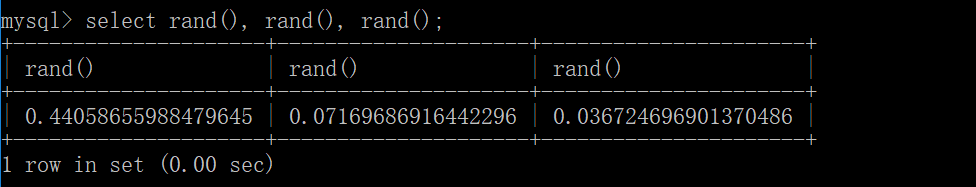 mysql> select rand(), rand(), rand();
+---------------------+---------------------+----------------------+
| rand() | rand() | rand() |
+---------------------+---------------------+----------------------+
| 0.44058655988479645 | 0.07169686916442296 | 0.036724696901370486 |
+---------------------+---------------------+----------------------+
1 row in set (0.00 sec)